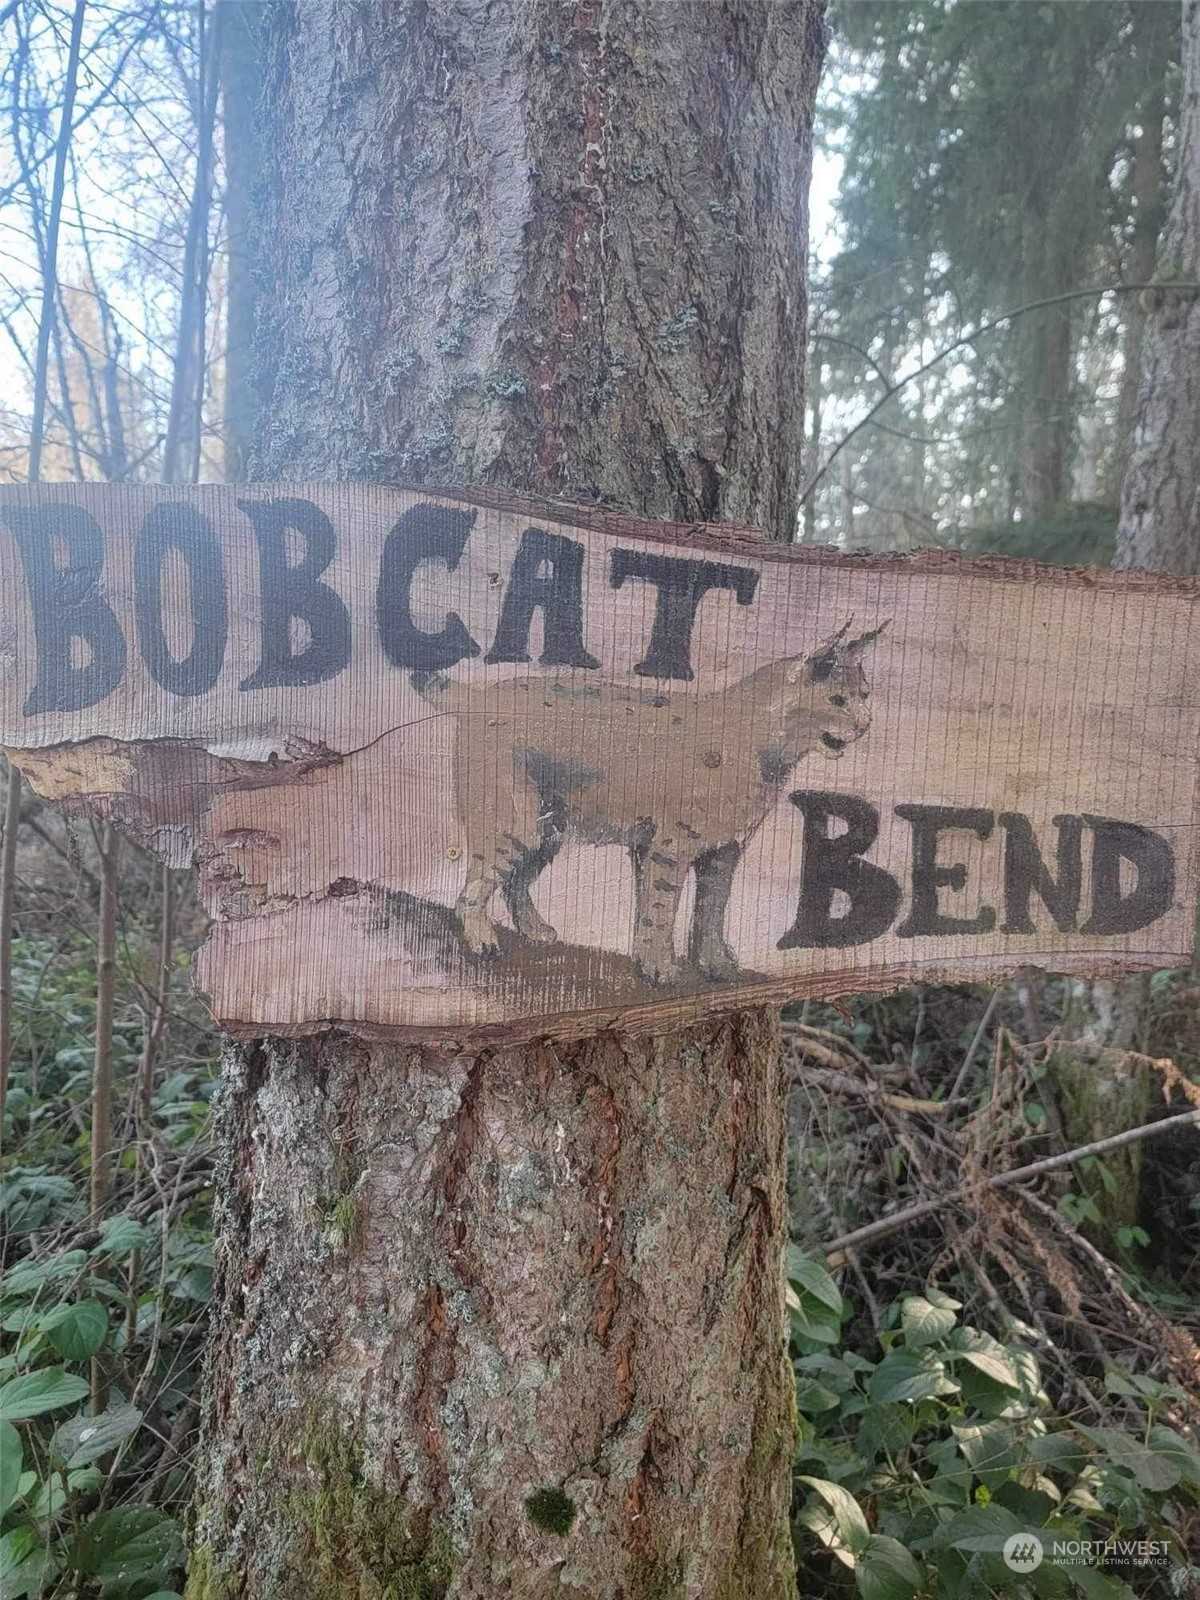 BOBCAT
BEND
NORTHWEST
MULTIPLE LISTING SERVICE